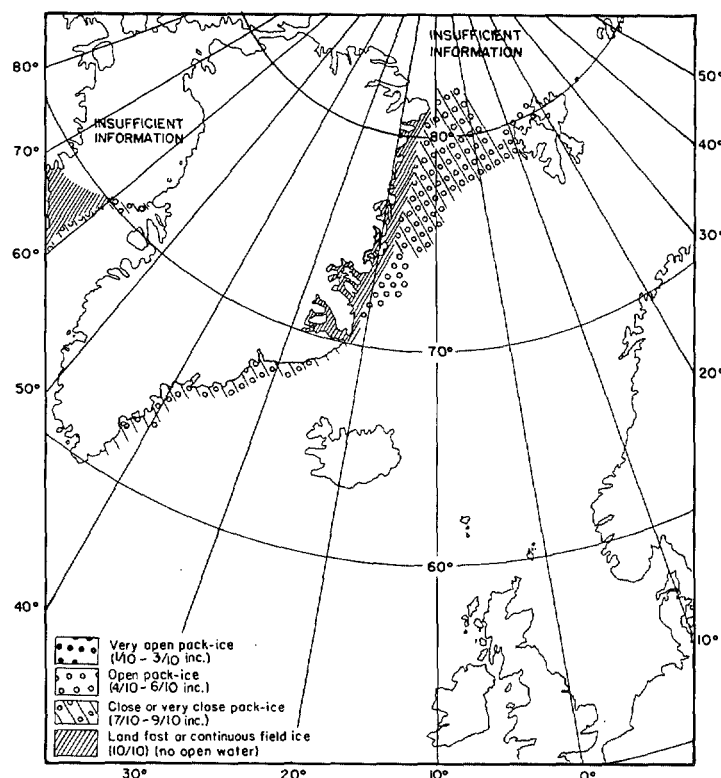 INSUFFICIENT
INFORMATION
80°
50°
80°
40°
INSUFFICIENT
INFORMATION
70°
30°
60°
70°
20°
50°
60°
40°
10°
Very open pack-ice
(1/10 - 3/10 inc.)
Open pack-ice
(4/10 - 6/10 inc.)
Close or very close pack-ice
(7/10 - 9/10 inc.)
Land fast or continuous field ice
(10/10) (no open water)
30°
20°
10°
0°